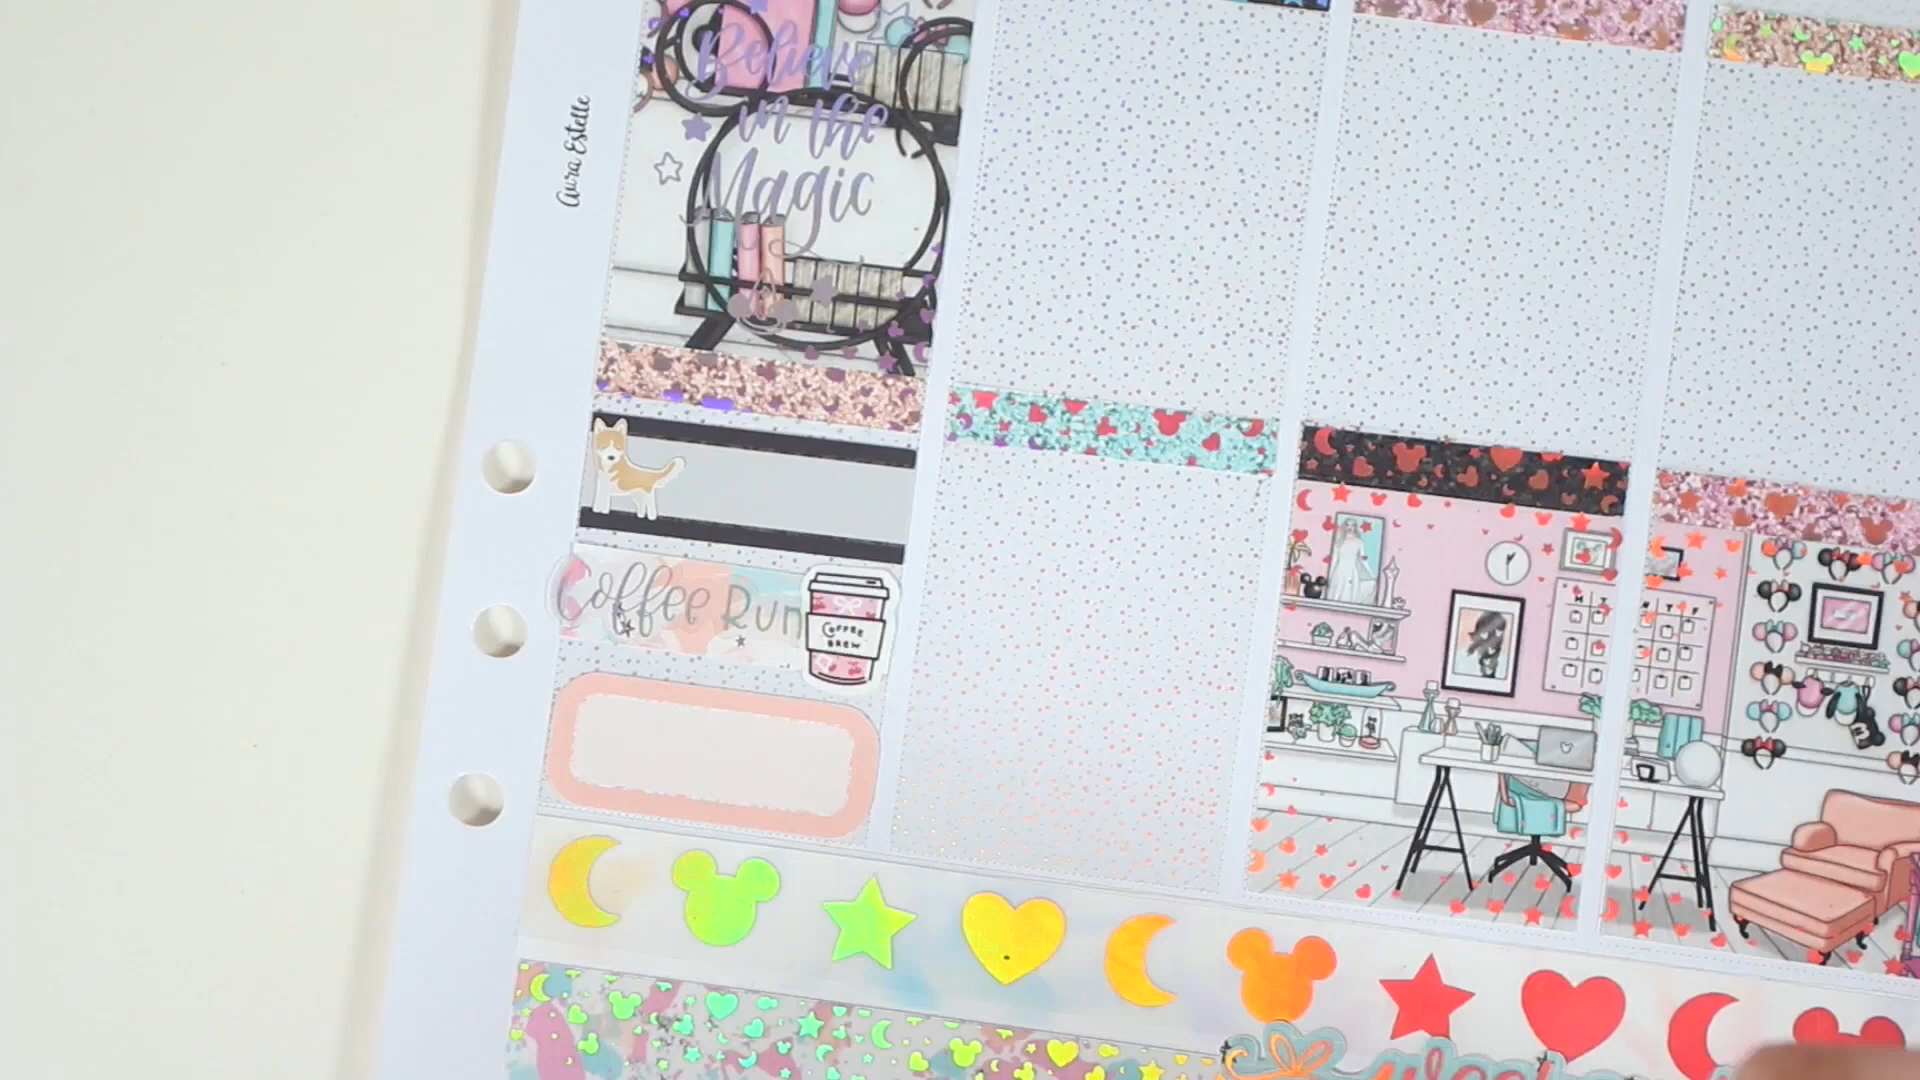 Believe
in the
Magic
Aura Estelle
Coffee Run
COFFEE
BREW
M T
T F